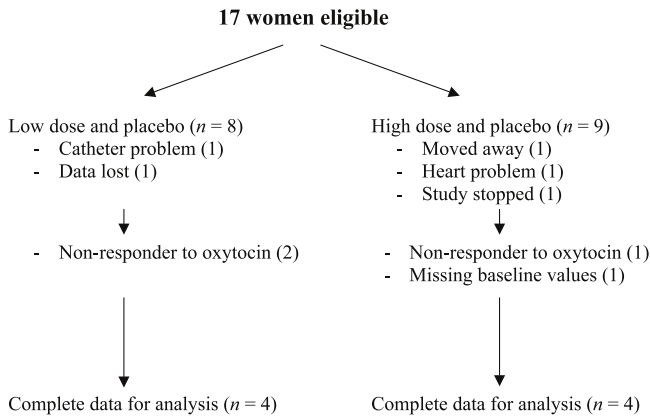 17 women eligible
Low dose and placebo (n = 8)
- Catheter problem (1)
- Data lost (1)
High dose and placebo (n = 9)
- Moved away (1)
- Heart problem (1)
- Study stopped (1)
- Non-responder to oxytocin (2)
- Non-responder to oxytocin (1)
- Missing baseline values (1)
Complete data for analysis (n = 4)
Complete data for analysis (n = 4)